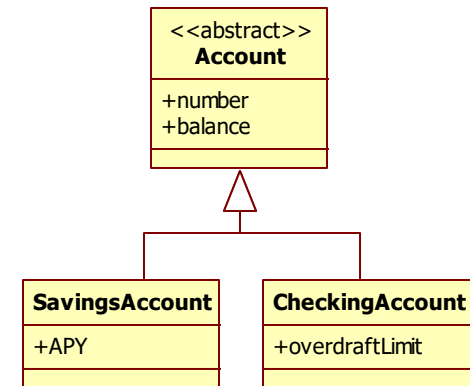 <<abstract>>
Account
+number
+balance
SavingsAccount
+APY
CheckingAccount
+overdraftLimit